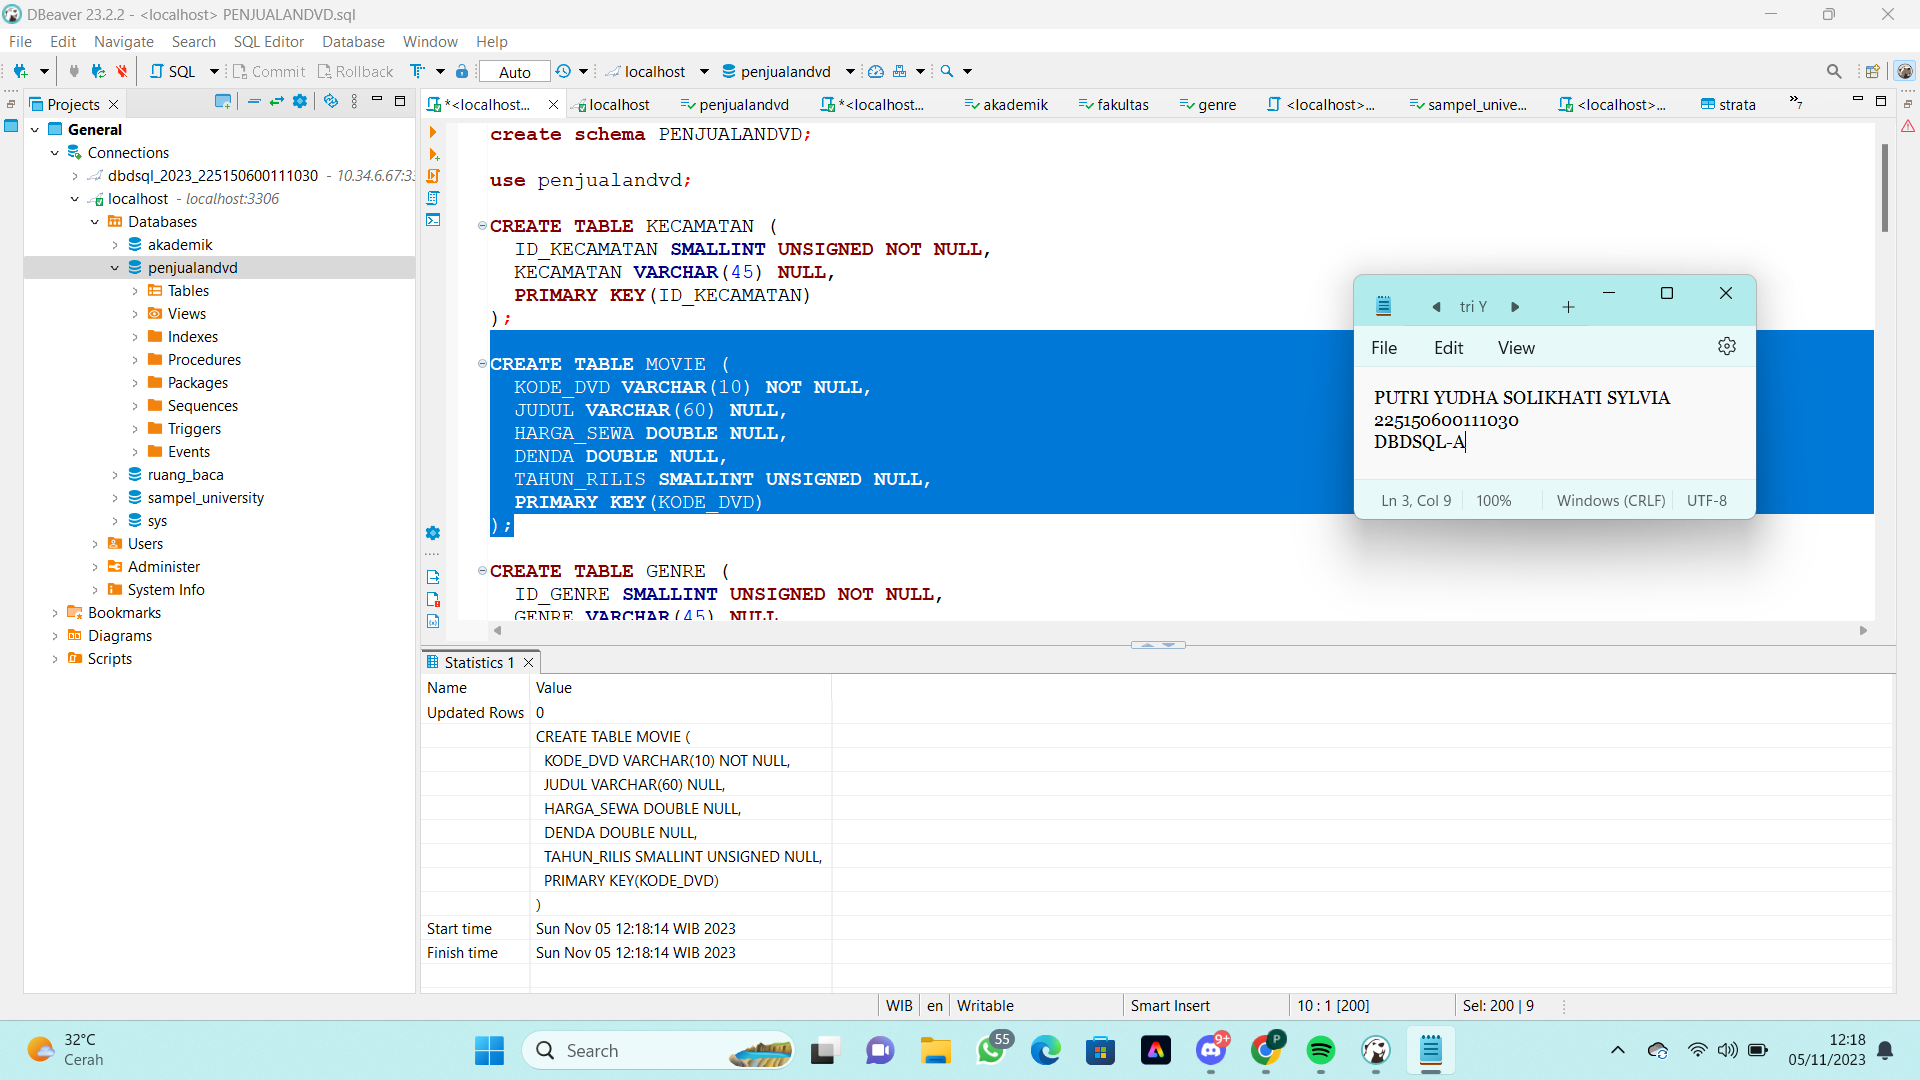 DBeaver 23.2.2 - <localhost> PENJUALANDVD.sql
File Edit Navigate Search SQL Editor Database Window Help
SQL Commit Rollback Auto localhost penjualandvd
Projects
*<localhost... localhost penjualandvd *<localhost... akademik fakultas genre <localhost>... sampel_unive... <localhost>... strata »7
General
Connections
dbdsql_2023_225150600111030 - 10.34.6.67:33
localhost - localhost:3306
Databases
akademik
penjualandvd
Tables
Views
Indexes
Procedures
Packages
Sequences
Triggers
Events
ruang_baca
sampel_university
sys
Users
Administer
System Info
Bookmarks
Diagrams
Scripts
create schema PENJUALANDVD;
use penjualandvd;
CREATE TABLE KECAMATAN (
ID_KECAMATAN SMALLINT UNSIGNED NOT NULL,
KECAMATAN VARCHAR(45) NULL,
PRIMARY KEY(ID_KECAMATAN)
);
CREATE TABLE MOVIE (
KODE_DVD VARCHAR(10) NOT NULL,
JUDUL VARCHAR(60) NULL,
HARGA_SEWA DOUBLE NULL,
DENDA DOUBLE NULL,
TAHUN_RILIS SMALLINT UNSIGNED NULL,
PRIMARY KEY(KODE_DVD)
);
CREATE TABLE GENRE (
ID_GENRE SMALLINT UNSIGNED NOT NULL,
GENRE VARCHAR(45) NULL
tri Y
File Edit View
PUTRI YUDHA SOLIKHATI SYLVIA
225150600111030
DBDSQL-A
Ln 3, Col 9 100% Windows (CRLF) UTF-8
Statistics 1
Name Value
Updated Rows 0
CREATE TABLE MOVIE (
KODE_DVD VARCHAR(10) NOT NULL,
JUDUL VARCHAR(60) NULL,
HARGA_SEWA DOUBLE NULL,
DENDA DOUBLE NULL,
TAHUN_RILIS SMALLINT UNSIGNED NULL,
PRIMARY KEY(KODE_DVD)
)
Start time Sun Nov 05 12:18:14 WIB 2023
Finish time Sun Nov 05 12:18:14 WIB 2023
WIB en Writable Smart Insert 10 : 1 [200] Sel: 200 | 9
32°C
Cerah
Search
55
9+
P
12:18
05/11/2023